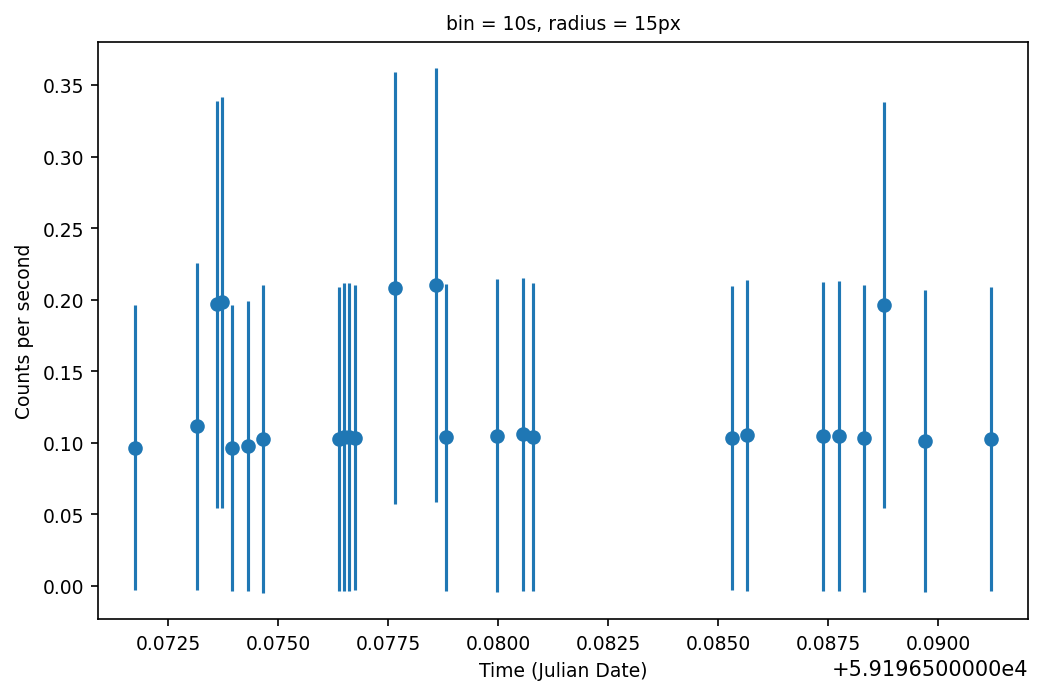 bin = 10s, radius = 15px
Counts per second
0.35
0.30
0.25
0.20
0.15
0.10
0.05
0.00
0.0725 0.0750 0.0775 0.0800 0.0825 0.0850 0.0875 0.0900
Time (Julian Date)
+5.9196500000e4